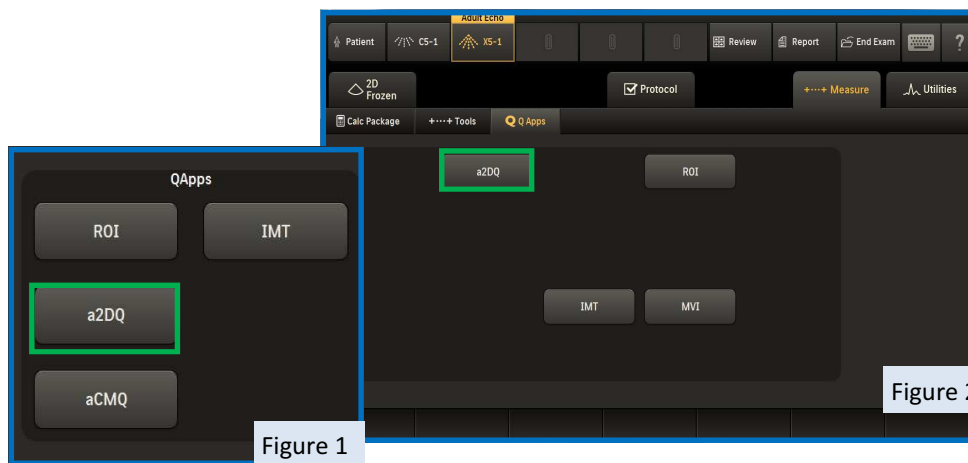 Adult Echo
Patient C5-1 X5-1 Review Report End Exam ?
2D
Frozen
Protocol +····+ Measure Utilities
Calc Package +····+ Tools Q Q Apps
a2DQ ROI
IMT MVI
Figure 2
QApps
ROI IMT
a2DQ
aCMQ
Figure 1